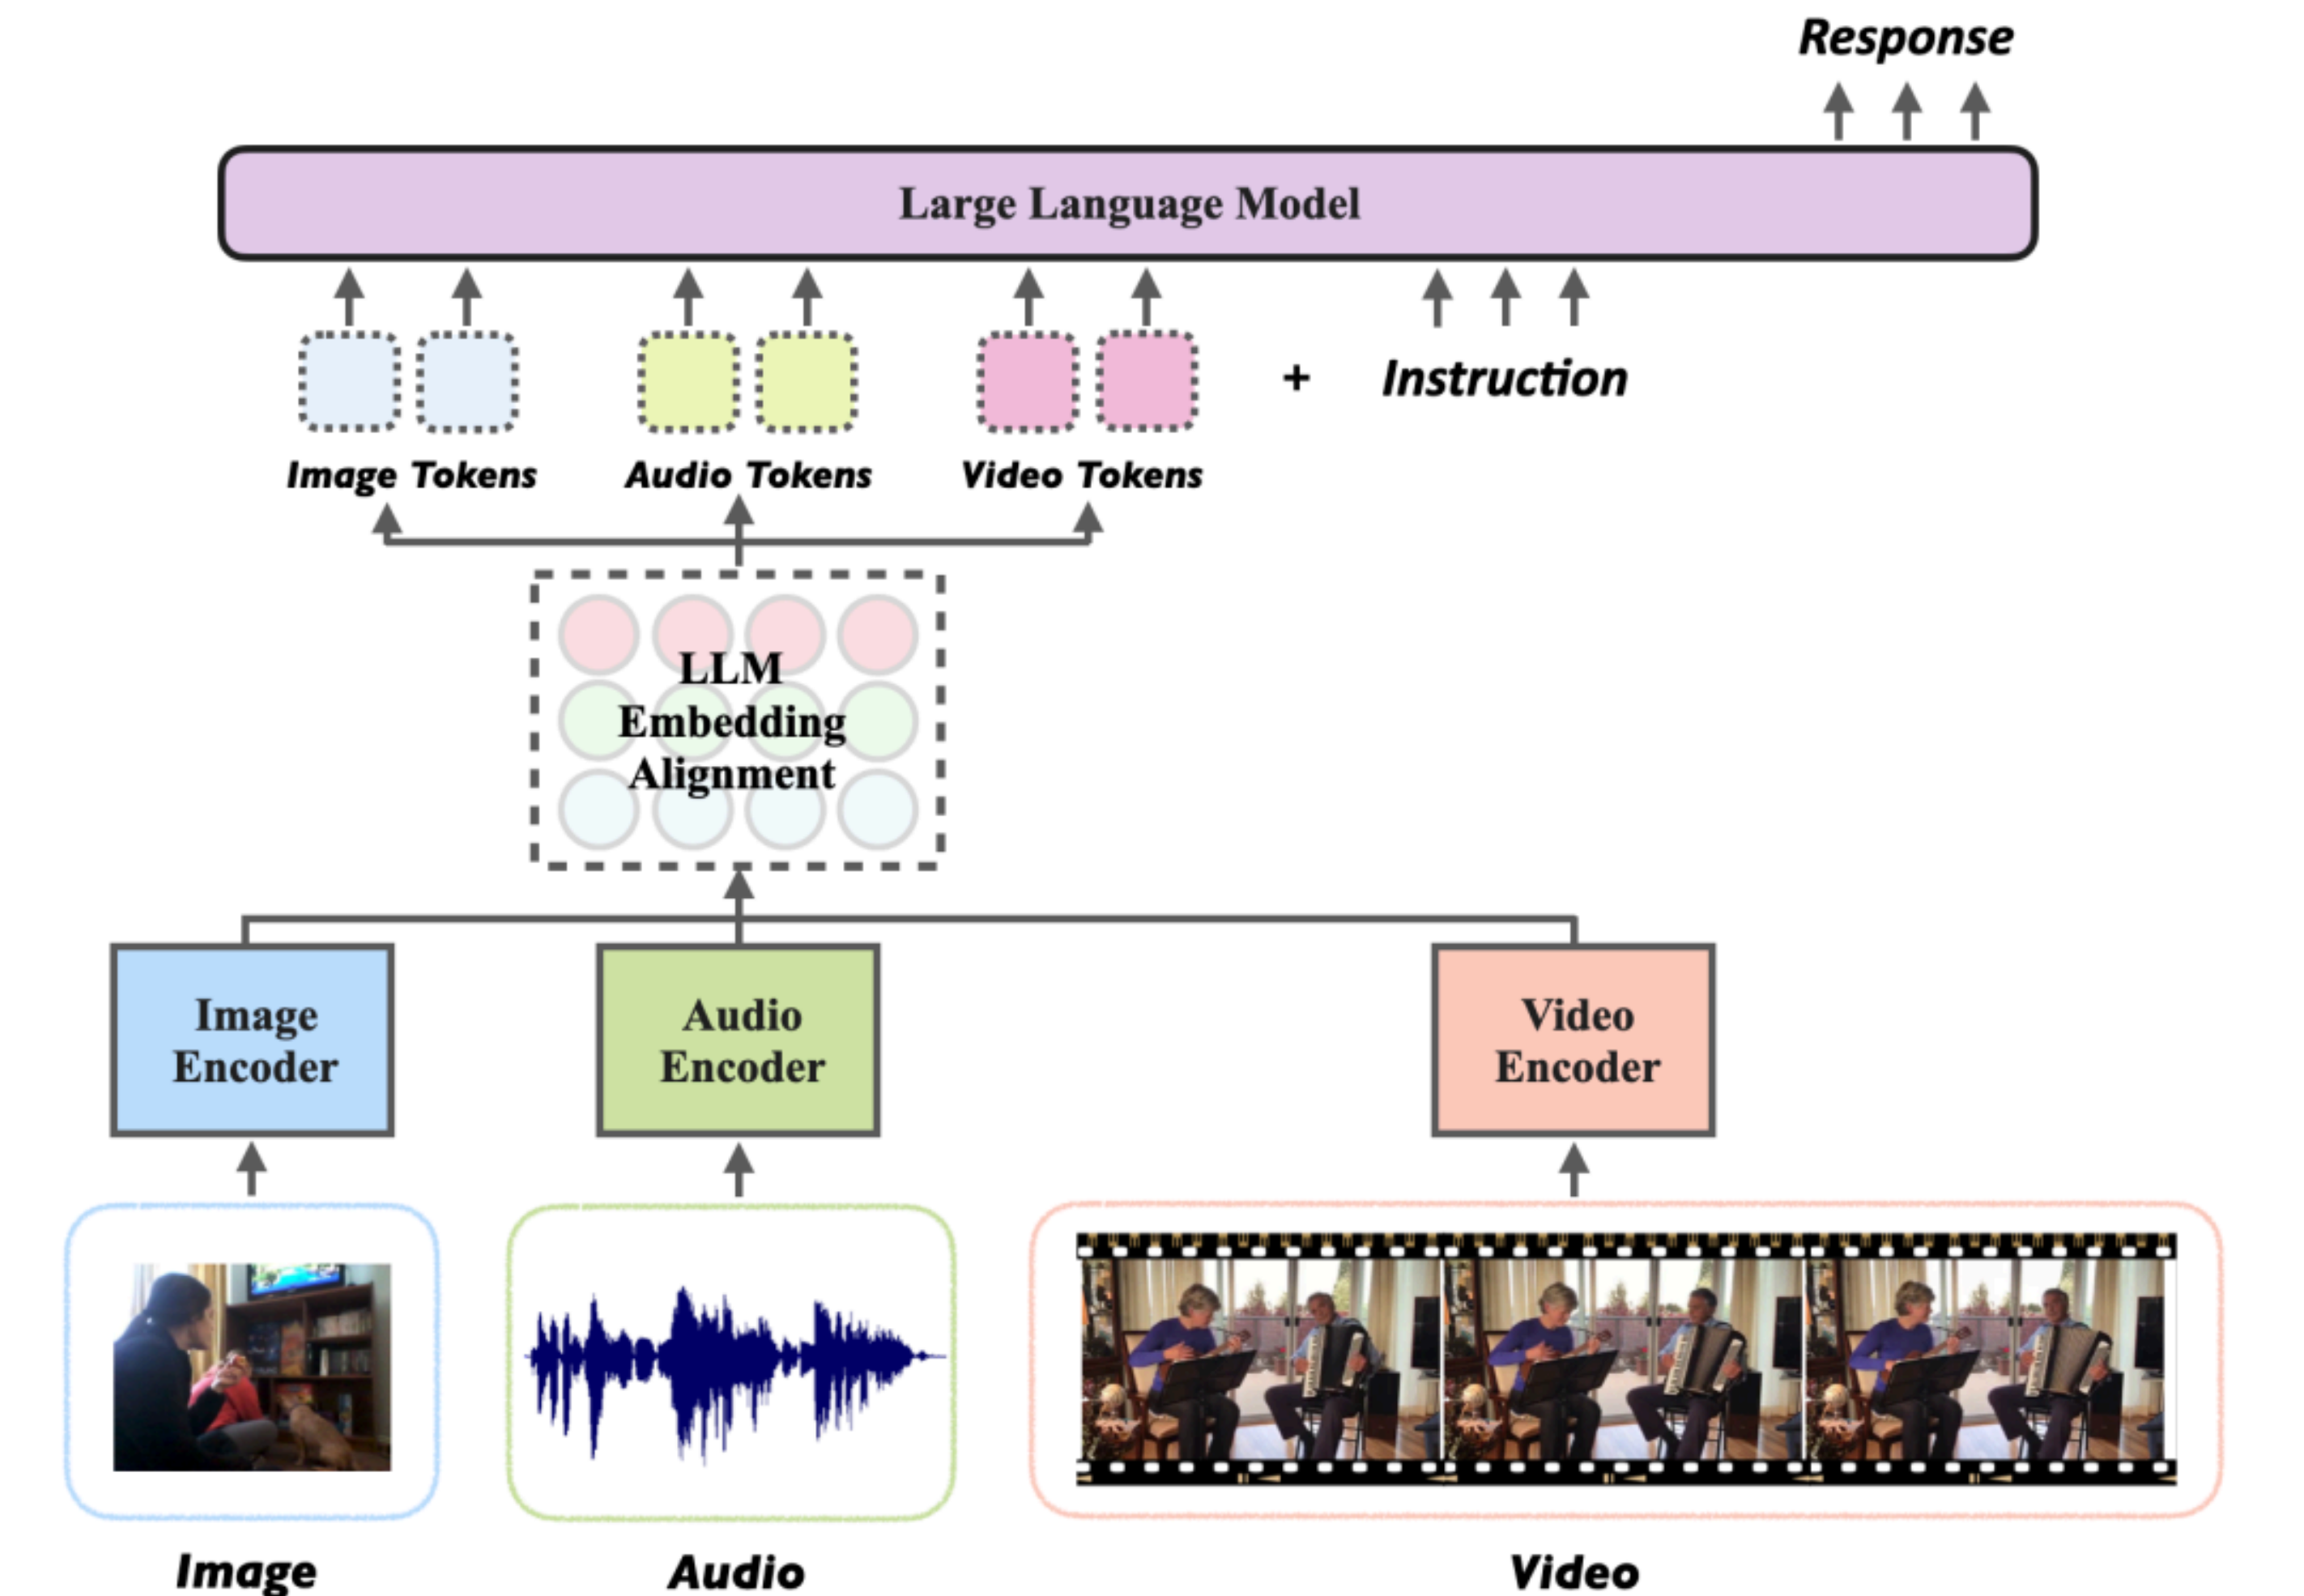 Response
Large Language Model
+ Instruction
Image Tokens
Audio Tokens
Video Tokens
LLM
Embedding
Alignment
Image
Encoder
Audio
Encoder
Video
Encoder
Image
Audio
Video